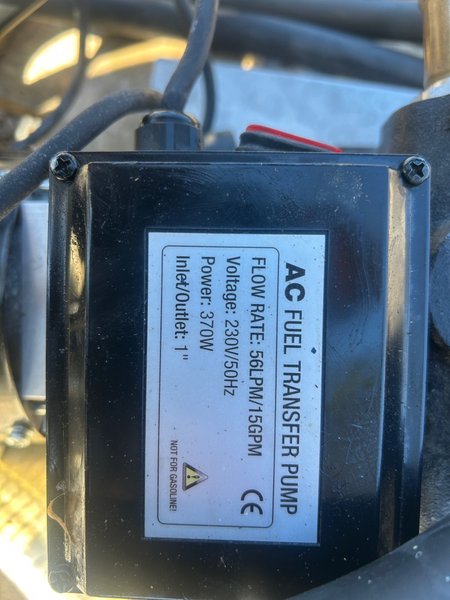 AC FUEL TRANSFER PUMP
FLOW RATE: 56LPM/15GPM
Voltage: 230V/50Hz
Power: 370W
Inlet/Outlet: 1"
CE
NOT FOR GASOLINE!